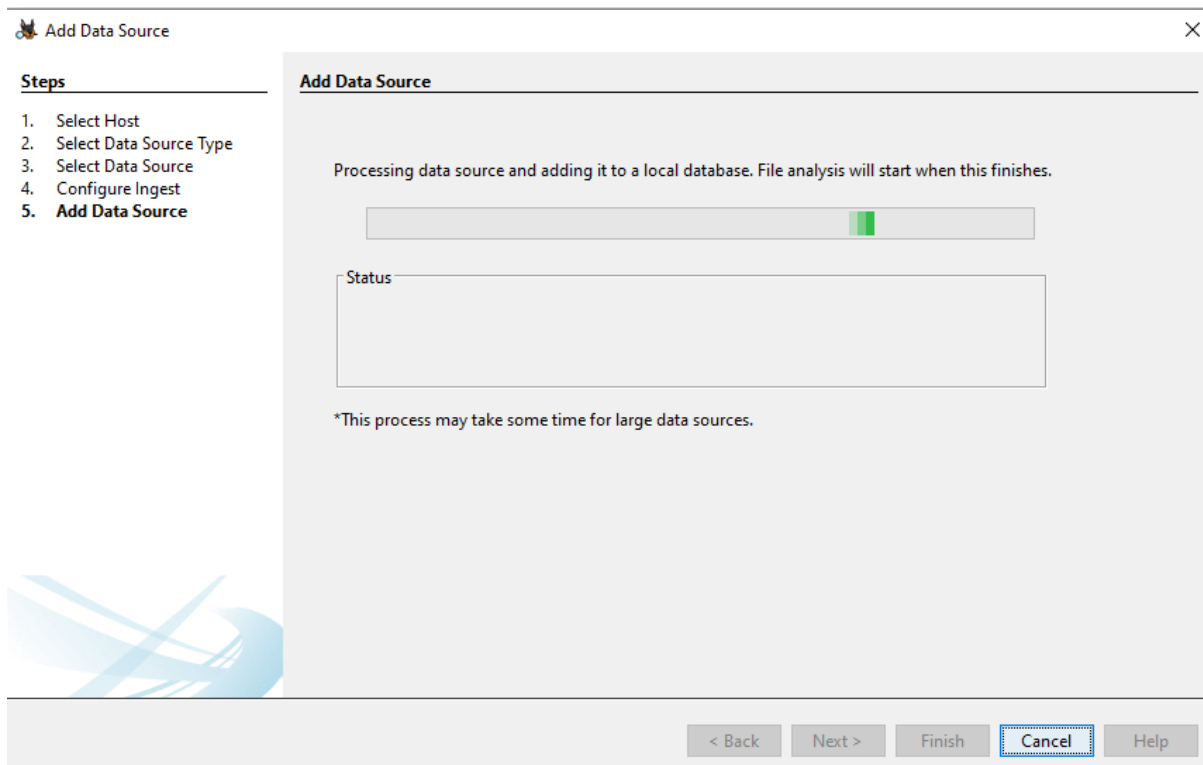 Add Data Source
Steps
1. Select Host
2. Select Data Source Type
3. Select Data Source
4. Configure Ingest
5. Add Data Source
Add Data Source
Processing data source and adding it to a local database. File analysis will start when this finishes.
Status
*This process may take some time for large data sources.
< Back
Next >
Finish
Cancel
Help